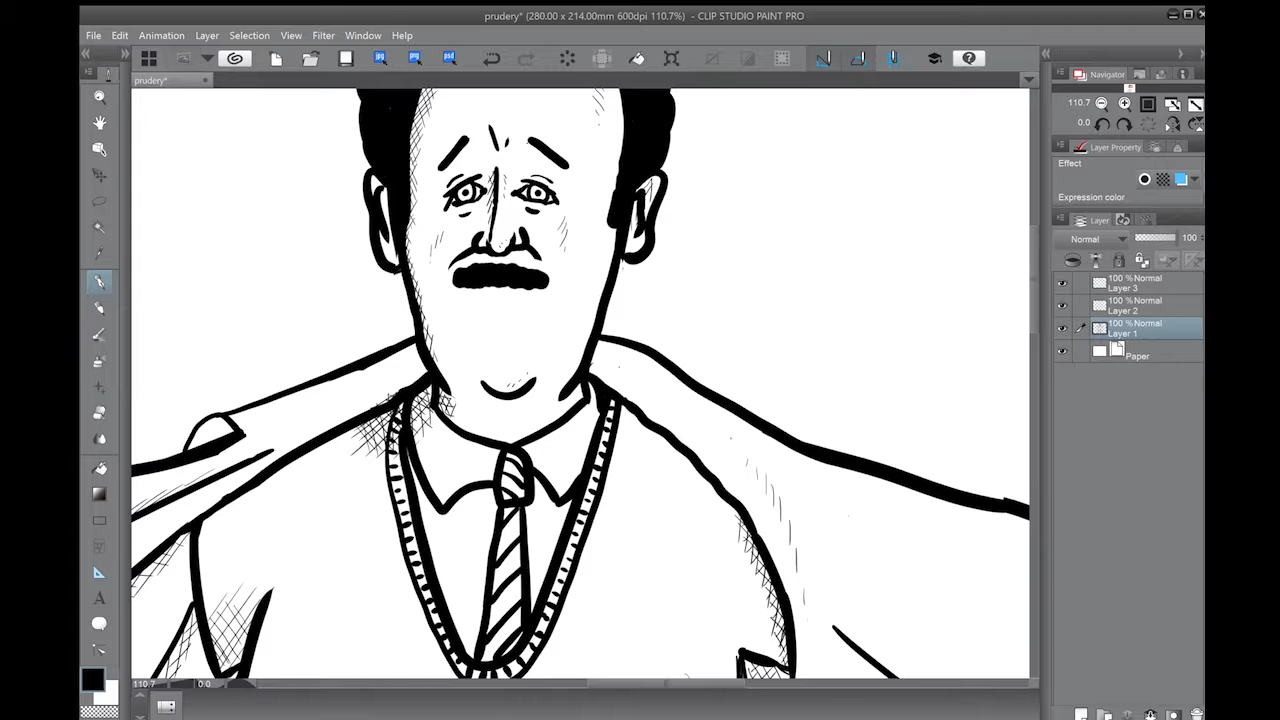 prudery* (280.00 x 214.00mm 600dpi 110.7%) - CLIP STUDIO PAINT PRO
File Edit Animation Layer Selection View Filter Window Help
prudery*
Navigator
110.7
0.0
Layer Property
Effect
Expression color
Layer
Normal 100
100 %Normal
Layer 3
100 %Normal
Layer 2
100 %Normal
Layer 1
Paper
110.7 0.0